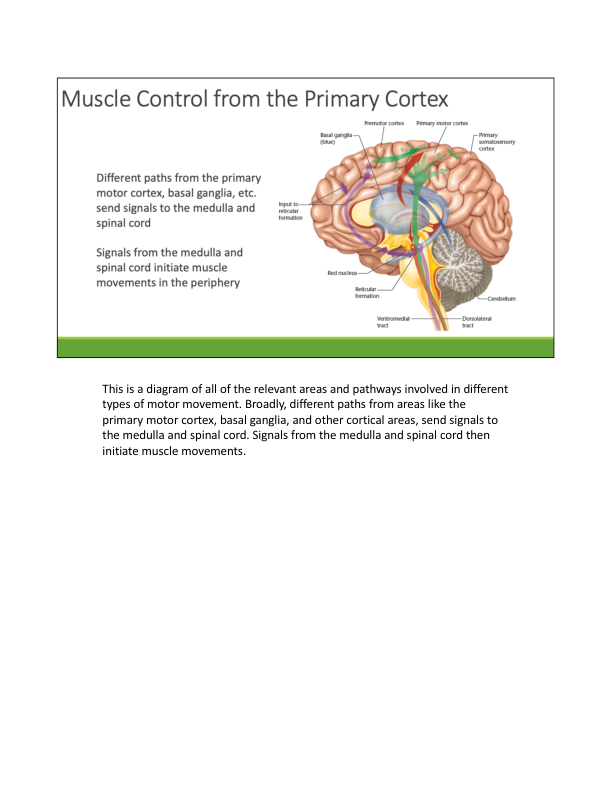 Muscle Control from the Primary Cortex
Premotor cortex
Primary motor cortex
Basal ganglia
(blue)
Primary
somatosensory
cortex
Different paths from the primary
motor cortex, basal ganglia, etc.
send signals to the medulla and
spinal cord
Input to
reticular
formation
Signals from the medulla and
spinal cord initiate muscle
movements in the periphery
Red nucleus
Reticular
formation
Cerebellum
Ventromedial
tract
Dorsolateral
tract
This is a diagram of all of the relevant areas and pathways involved in different
types of motor movement. Broadly, different paths from areas like the
primary motor cortex, basal ganglia, and other cortical areas, send signals to
the medulla and spinal cord. Signals from the medulla and spinal cord then
initiate muscle movements.